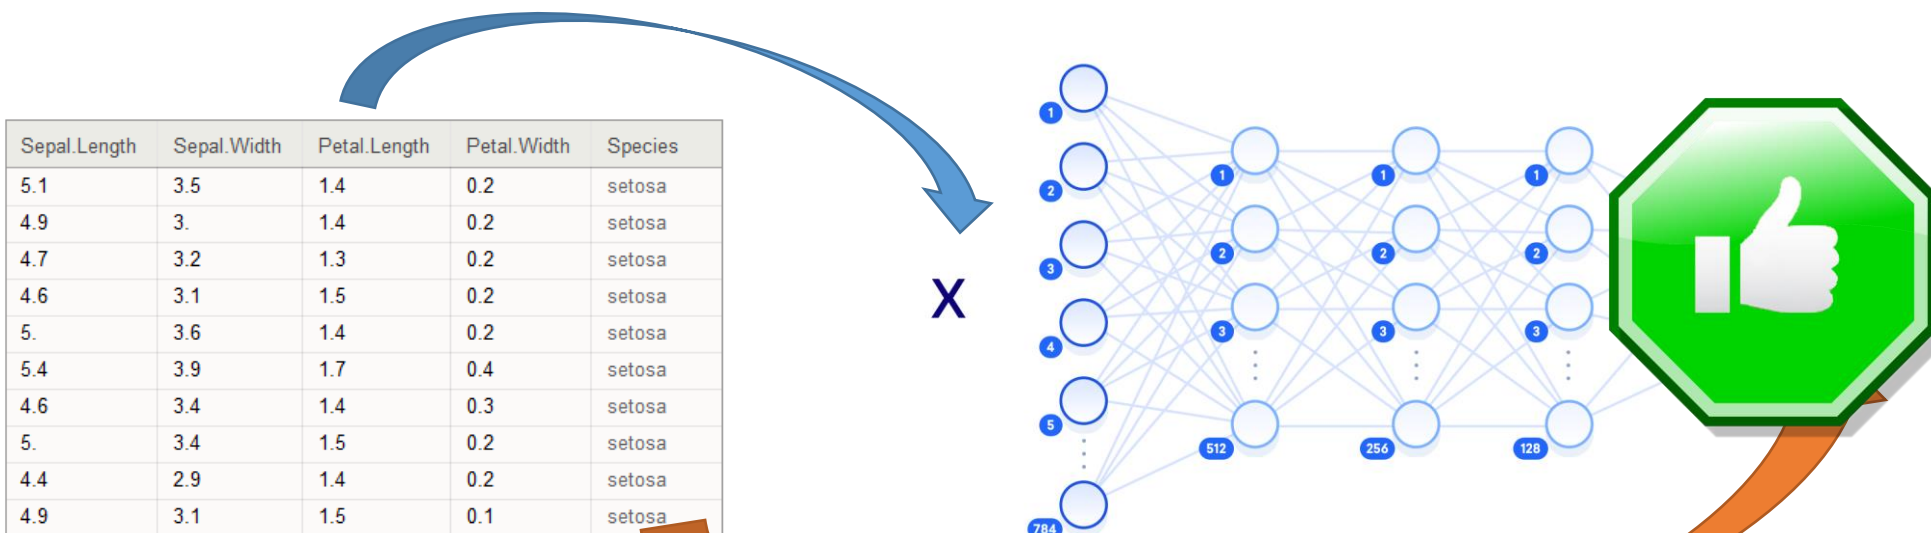 Sepal.Length Sepal.Width Petal.Length Petal.Width Species
5.1 3.5 1.4 0.2 setosa
4.9 3. 1.4 0.2 setosa
4.7 3.2 1.3 0.2 setosa
4.6 3.1 1.5 0.2 setosa
5. 3.6 1.4 0.2 setosa
5.4 3.9 1.7 0.4 setosa
4.6 3.4 1.4 0.3 setosa
5. 3.4 1.5 0.2 setosa
4.4 2.9 1.4 0.2 setosa
4.9 3.1 1.5 0.1 setosa
X
1
2
3
4
5
784
1
2
3
512
1
2
3
256
1
2
3
128